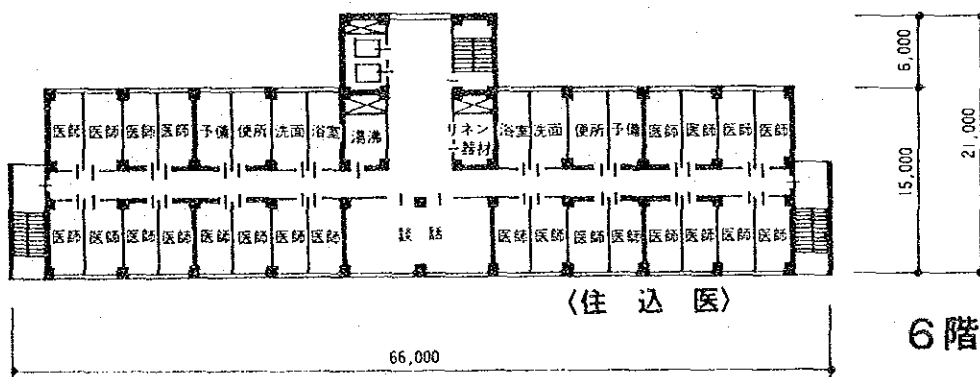 医師 医師 医師 医師 予備 便所 洗面 浴室 湯沸 リネン 浴室 洗面 便所 予備 医師 医師 医師 医師
器材
医師 医師 医師 医師 医師 医師 医師 医師 談話 医師 医師 医師 医師 医師 医師 医師 医師
〈住込医〉
6階
66,000
6,000
15,000
21,000